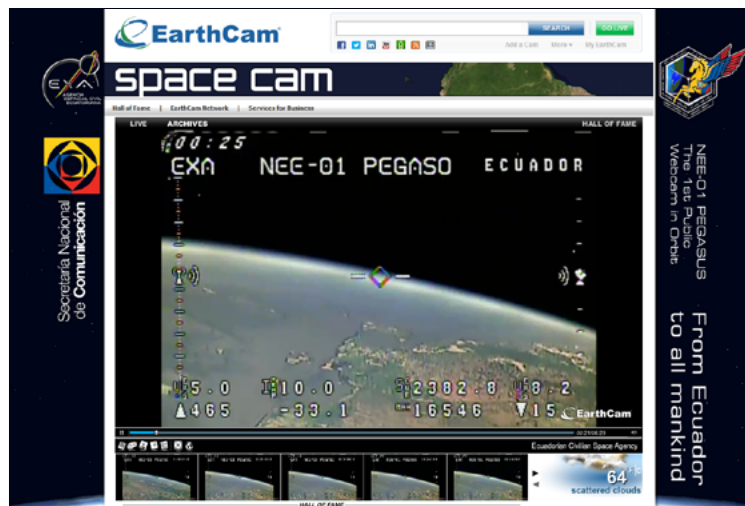 EarthCam
SEARCH
GO LIVE
Add a Cam
More
My EarthCam
EXA
space cam
Hall of Fame | EarthCam Network | Services for Business
LIVE
ARCHIVES
HALL OF FAME
00:25
EXA NEE-01 PEGASO ECUADOR
5.0
10.0
2382.8
8.2
465
-33.1
16546
15
EarthCam
Ecuadorian Civilian Space Agency
64
scattered clouds
HALL OF FAME
Secretaría Nacional
de Comunicación
NEE-01 PEGASUS
The 1st Public
Webcam in Orbit
From Ecuador
to all mankind